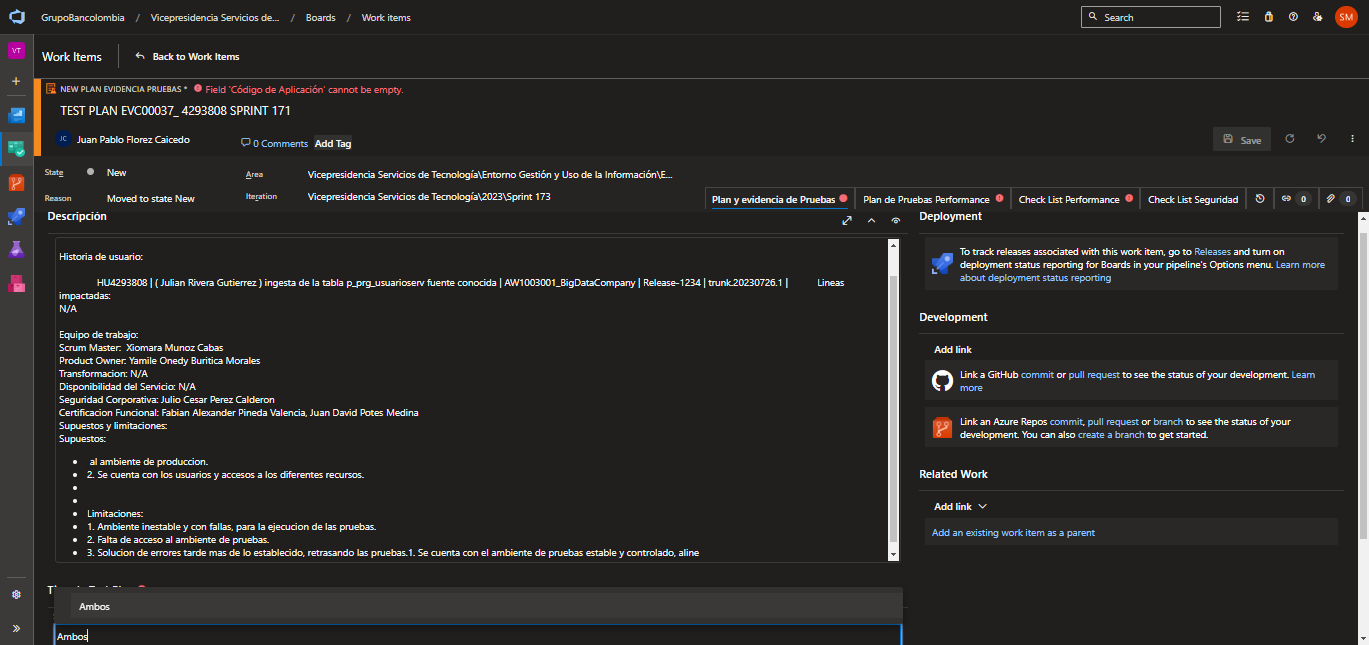 GrupoBancolombia / Vicepresidencia Servicios de... / Boards / Work items
Search
SM
VT
Work Items
Back to Work Items
NEW PLAN EVIDENCIA PRUEBAS * Field 'Código de Aplicación' cannot be empty.
TEST PLAN EVC00037_ 4293808 SPRINT 171
JC Juan Pablo Florez Caicedo
0 Comments
Add Tag
Save
State New
Area Vicepresidencia Servicios de Tecnología\Entorno Gestión y Uso de la Información\E...
Reason Moved to state New
Iteration Vicepresidencia Servicios de Tecnología\2023\Sprint 173
Plan y evidencia de Pruebas
Plan de Pruebas Performance
Check List Performance
Check List Seguridad
0
0
Descripción
Historia de usuario:
HU4293808 | ( Julian Rivera Gutierrez ) ingesta de la tabla p_prg_usuarioserv fuente conocida | AW1003001_BigDataCompany | Release-1234 | trunk.20230726.1 | Lineas
impactadas:
N/A
Equipo de trabajo:
Scrum Master: Xiomara Munoz Cabas
Product Owner: Yamile Onedy Buritica Morales
Transformacion: N/A
Disponibilidad del Servicio: N/A
Seguridad Corporativa: Julio Cesar Perez Calderon
Certificacion Funcional: Fabian Alexander Pineda Valencia, Juan David Potes Medina
Supuestos y limitaciones:
Supuestos:
• al ambiente de produccion.
• 2. Se cuenta con los usuarios y accesos a los diferentes recursos.
•
•
• Limitaciones:
• 1. Ambiente inestable y con fallas, para la ejecucion de las pruebas.
• 2. Falta de acceso al ambiente de pruebas.
• 3. Solucion de errores tarde mas de lo establecido, retrasando las pruebas.1. Se cuenta con el ambiente de pruebas estable y controlado, aline
Ambos
Ambos
Deployment
To track releases associated with this work item, go to Releases and turn on
deployment status reporting for Boards in your pipeline's Options menu. Learn more
about deployment status reporting
Development
Add link
Link a GitHub commit or pull request to see the status of your development. Learn
more
Link an Azure Repos commit, pull request or branch to see the status of your
development. You can also create a branch to get started.
Related Work
Add link
Add an existing work item as a parent